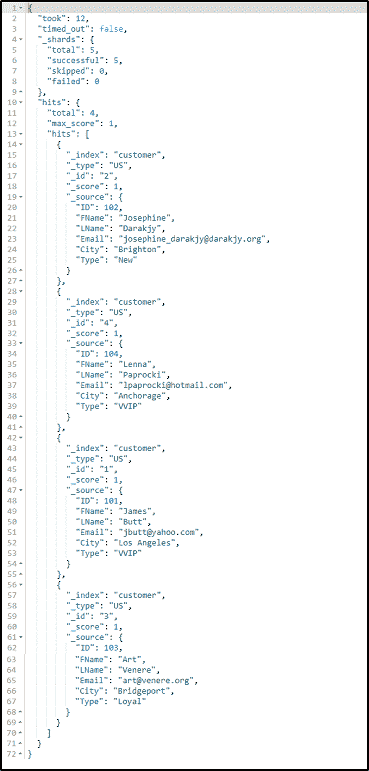 1 {
2 "took": 12,
3 "timed_out": false,
4 "_shards": {
5 "total": 5,
6 "successful": 5,
7 "skipped": 0,
8 "failed": 0
9 },
10 "hits": {
11 "total": 4,
12 "max_score": 1,
13 "hits": [
14 {
15 "_index": "customer",
16 "_type": "US",
17 "_id": "2",
18 "_score": 1,
19 "_source": {
20 "ID": 102,
21 "FName": "Josephine",
22 "LName": "Darakjy",
23 "Email": "josephine_darakjy@darakjy.org",
24 "City": "Brighton",
25 "Type": "New"
26 }
27 },
28 {
29 "_index": "customer",
30 "_type": "US",
31 "_id": "4",
32 "_score": 1,
33 "_source": {
34 "ID": 104,
35 "FName": "Lenna",
36 "LName": "Paprocki",
37 "Email": "lpaprocki@hotmail.com",
38 "City": "Anchorage",
39 "Type": "VVIP"
40 }
41 },
42 {
43 "_index": "customer",
44 "_type": "US",
45 "_id": "1",
46 "_score": 1,
47 "_source": {
48 "ID": 101,
49 "FName": "James",
50 "LName": "Butt",
51 "Email": "jbutt@yahoo.com",
52 "City": "Los Angeles",
53 "Type": "VVIP"
54 }
55 },
56 {
57 "_index": "customer",
58 "_type": "US",
59 "_id": "3",
60 "_score": 1,
61 "_source": {
62 "ID": 103,
63 "FName": "Art",
64 "LName": "Venere",
65 "Email": "art@venere.org",
66 "City": "Bridgeport",
67 "Type": "Loyal"
68 }
69 }
70 ]
71 }
72 }